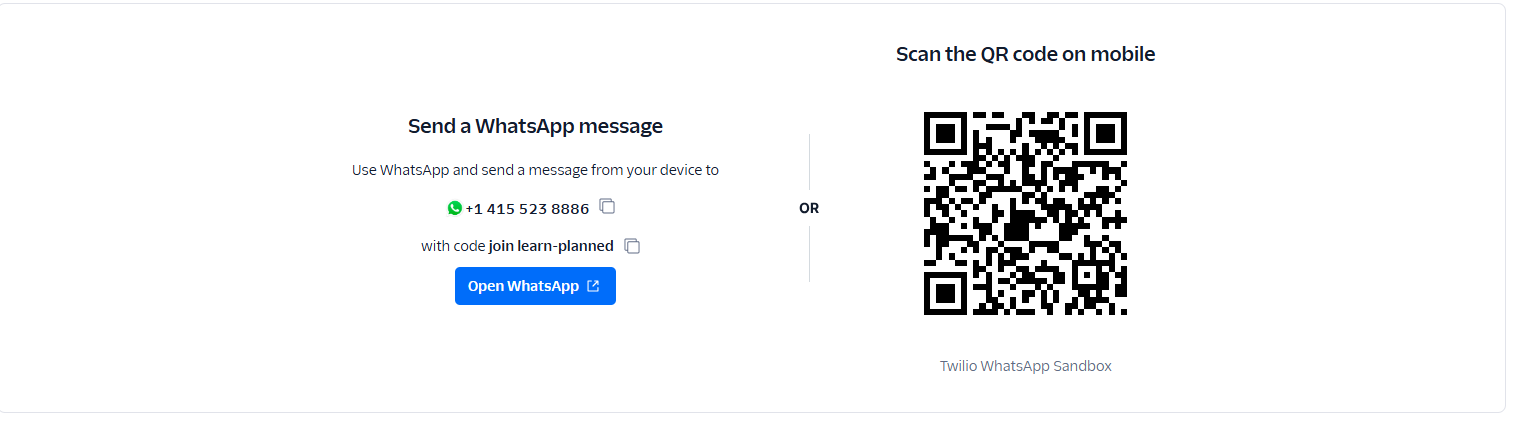 Scan the QR code on mobile
Send a WhatsApp message
Use WhatsApp and send a message from your device to
+1 415 523 8886
OR
with code join learn-planned
Open WhatsApp
Twilio WhatsApp Sandbox